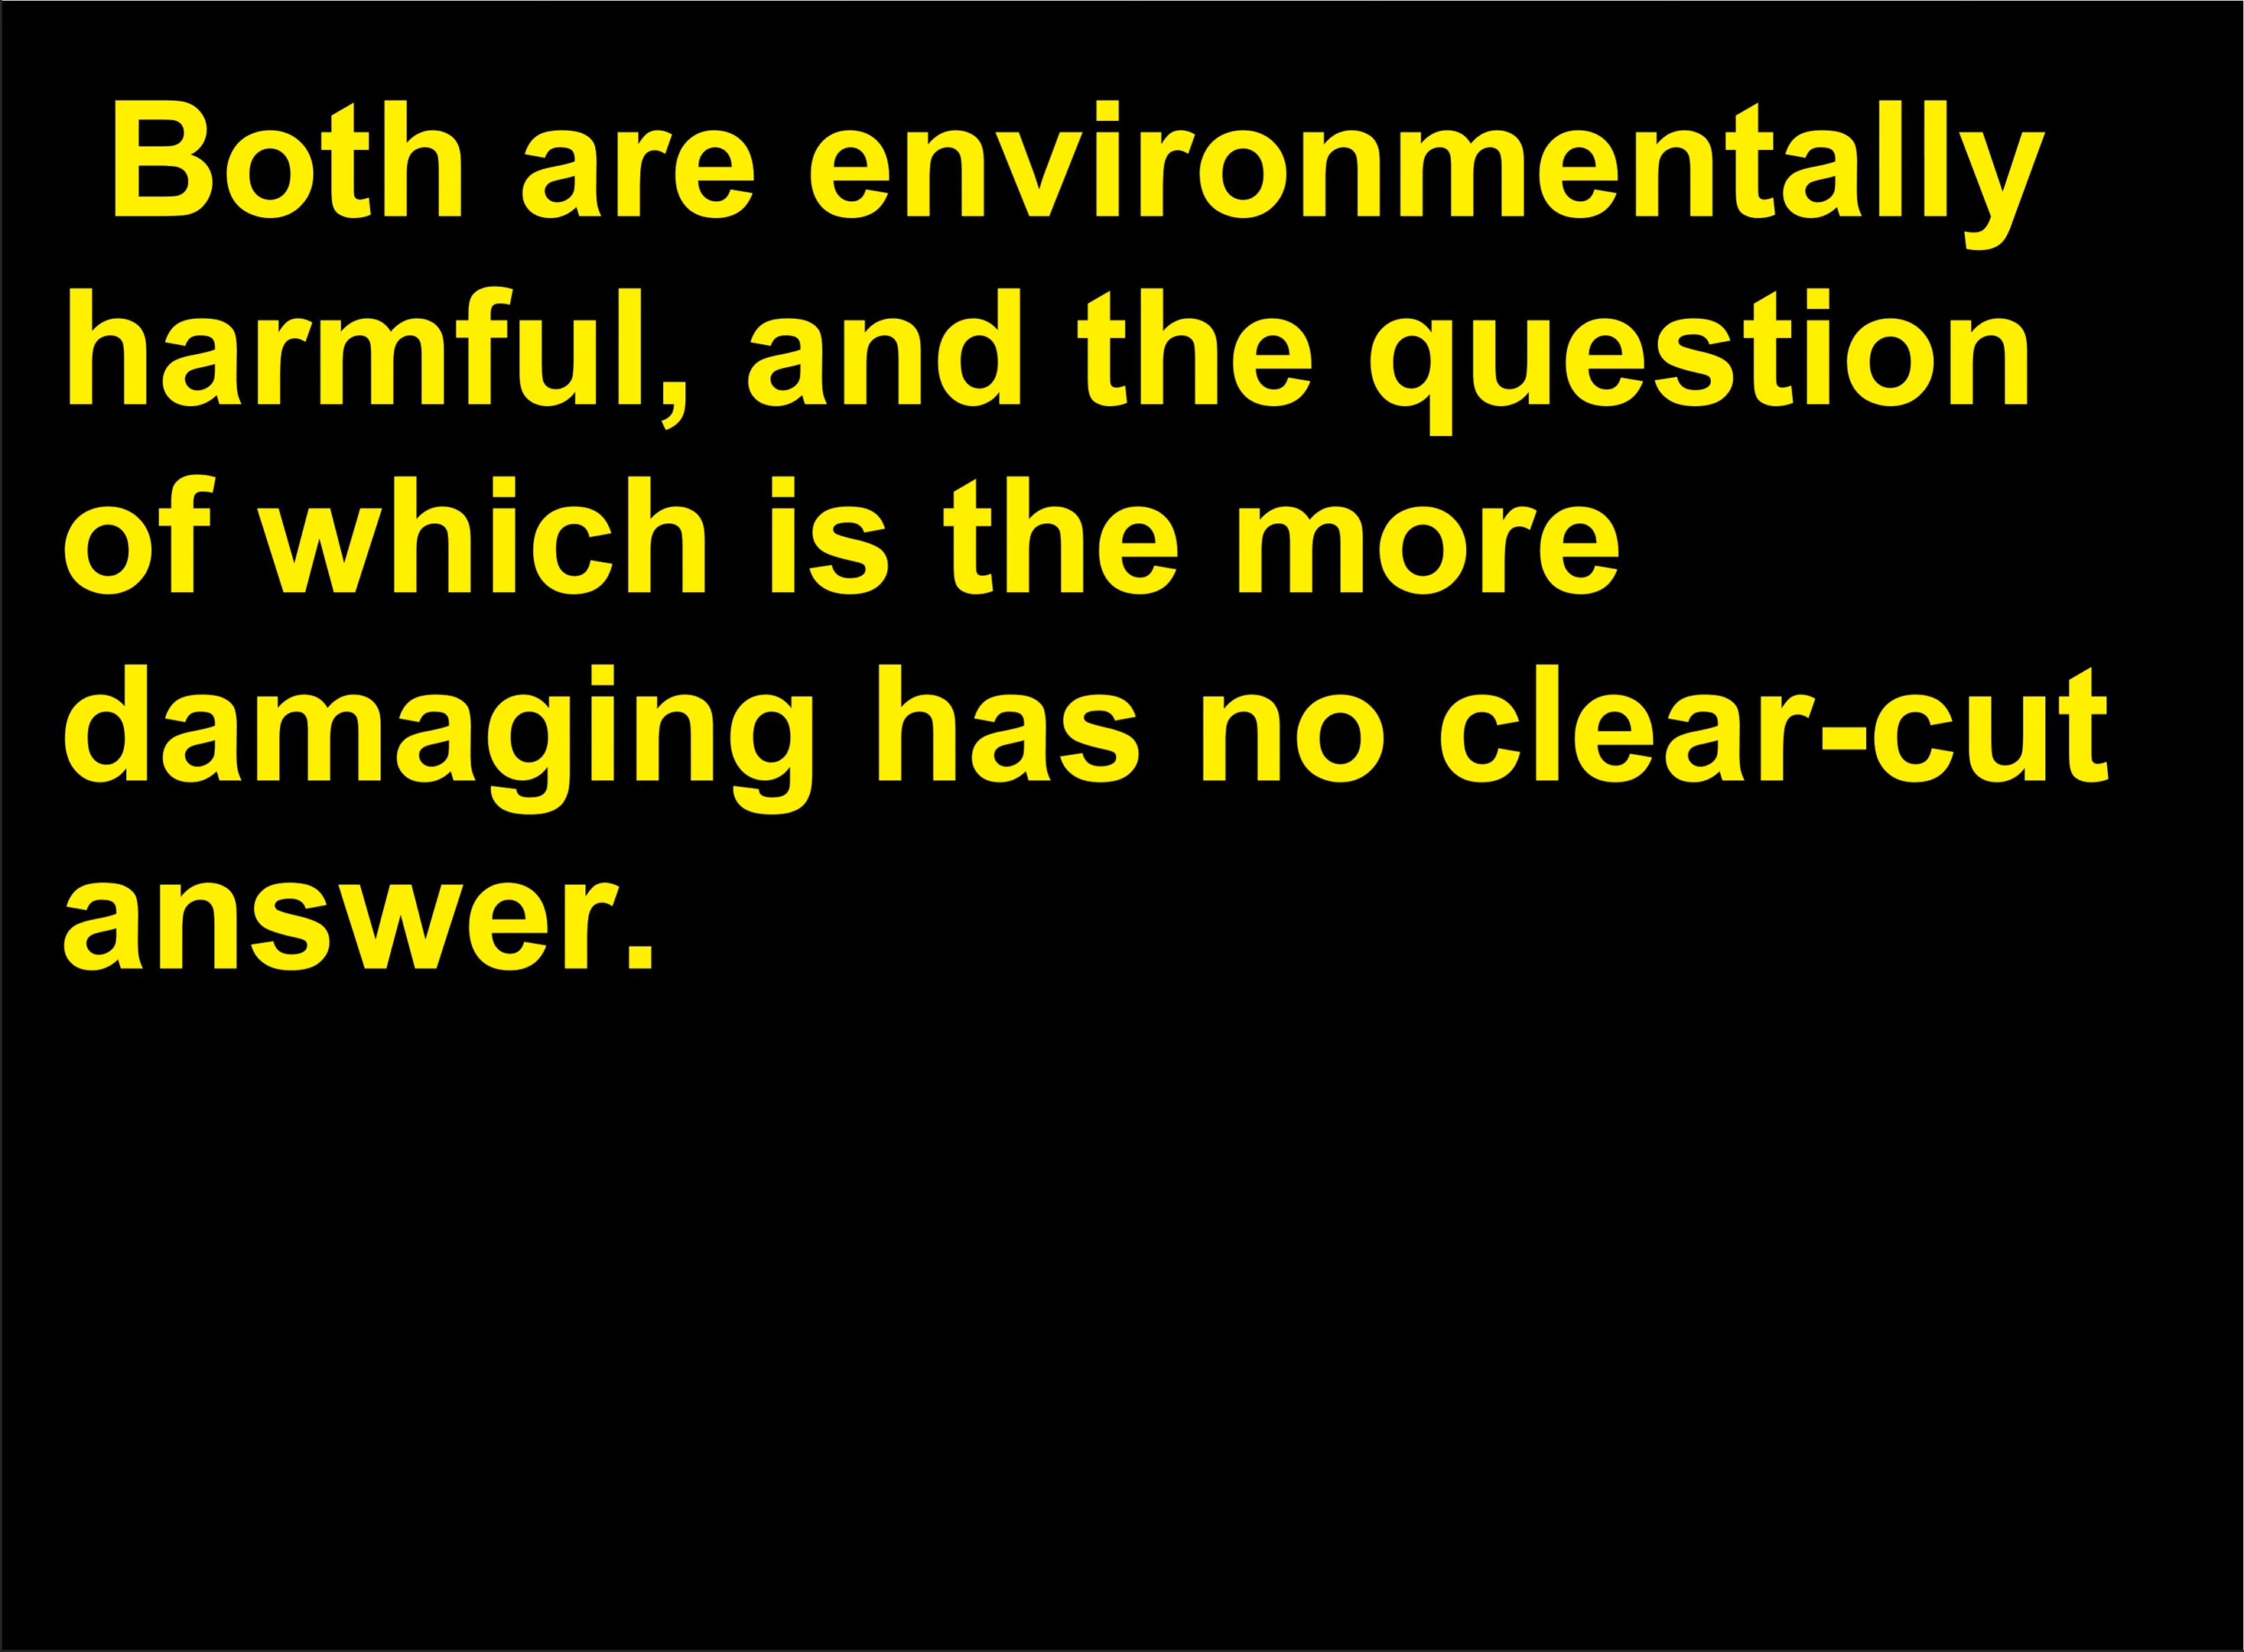 Both are environmentally
harmful, and the question
of which is the more
damaging has no clear-cut
answer.